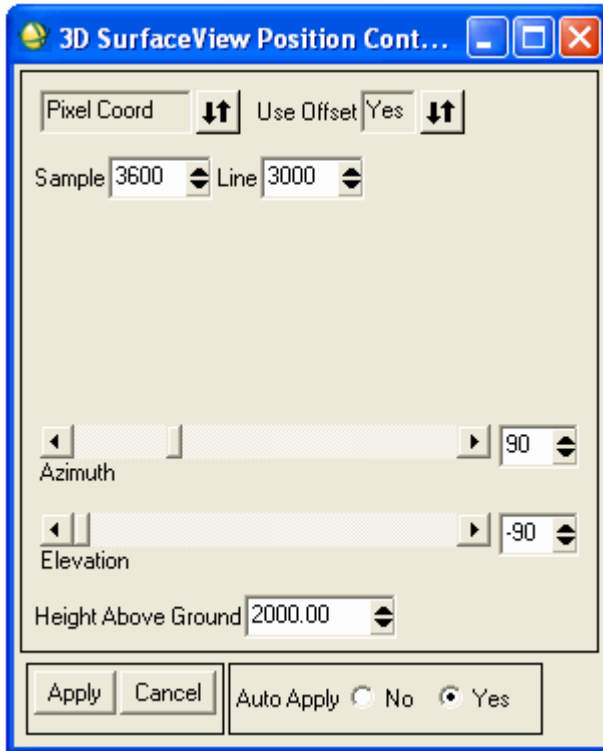 3D SurfaceView Position Cont...
Pixel Coord Use Offset Yes
Sample 3600 Line 3000
90
Azimuth
-90
Elevation
Height Above Ground 2000.00
Apply Cancel Auto Apply No Yes